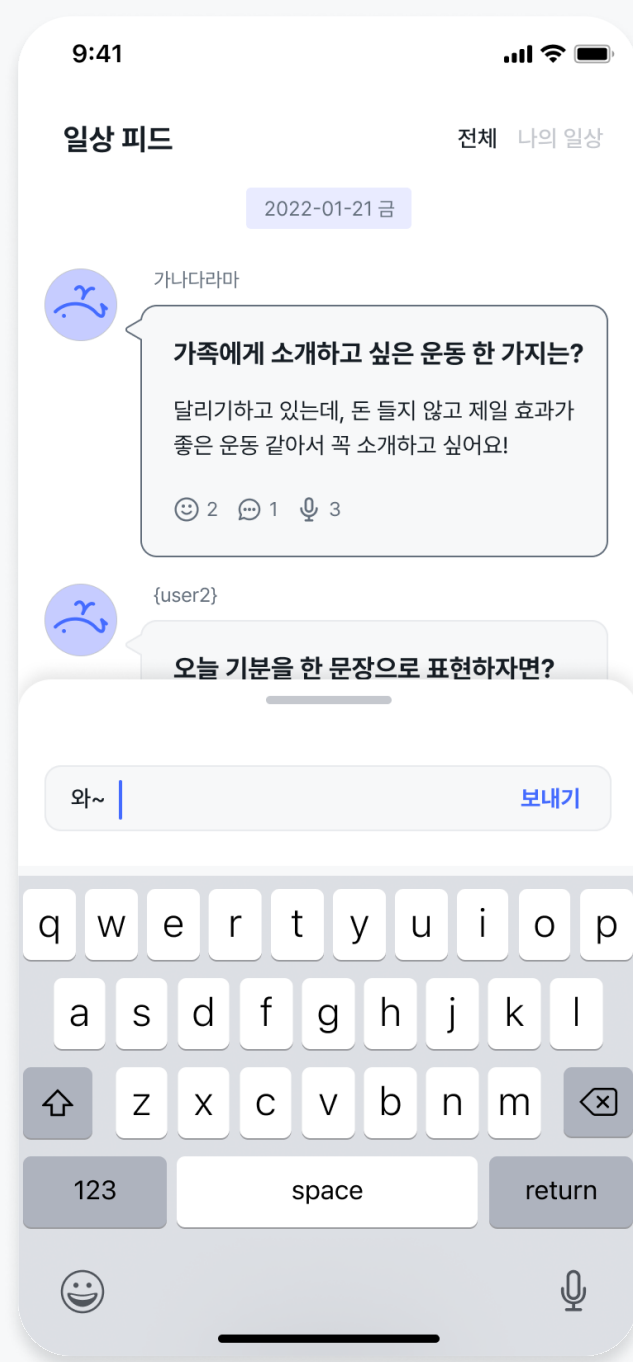 9:41
일상 피드 전체 나의 일상
2022-01-21 금
가나다라마
가족에게 소개하고 싶은 운동 한 가지는?
달리기하고 있는데, 돈 들지 않고 제일 효과가
좋은 운동 같아서 꼭 소개하고 싶어요!
2 1 3
{user2}
오늘 기분을 한 문장으로 표현하자면?
와~ 보내기
q w e r t y u i o p
a s d f g h j k l
z x c v b n m
123 space return